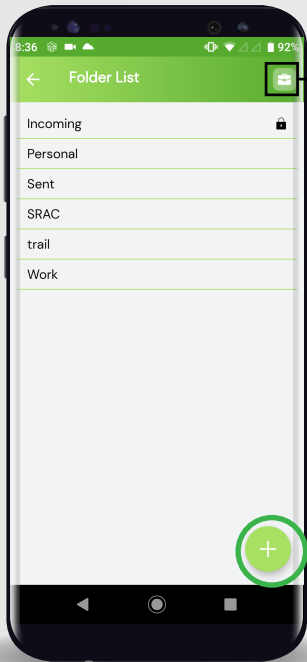 8:36 92%
Folder List
Incoming
Personal
Sent
SRAC
trail
Work